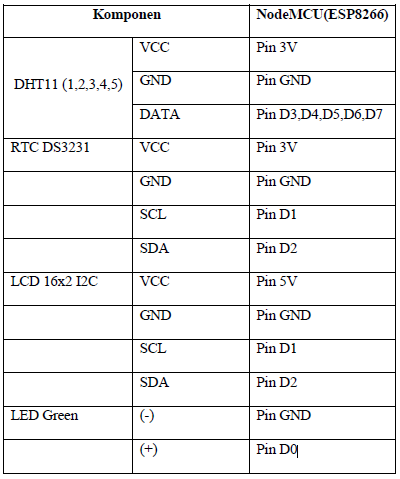 Komponen NodeMCU(ESP8266)
DHT11 (1,2,3,4,5) VCC Pin 3V
GND Pin GND
DATA Pin D3,D4,D5,D6,D7
RTC DS3231 VCC Pin 3V
GND Pin GND
SCL Pin D1
SDA Pin D2
LCD 16x2 I2C VCC Pin 5V
GND Pin GND
SCL Pin D1
SDA Pin D2
LED Green (-) Pin GND
(+) Pin D0